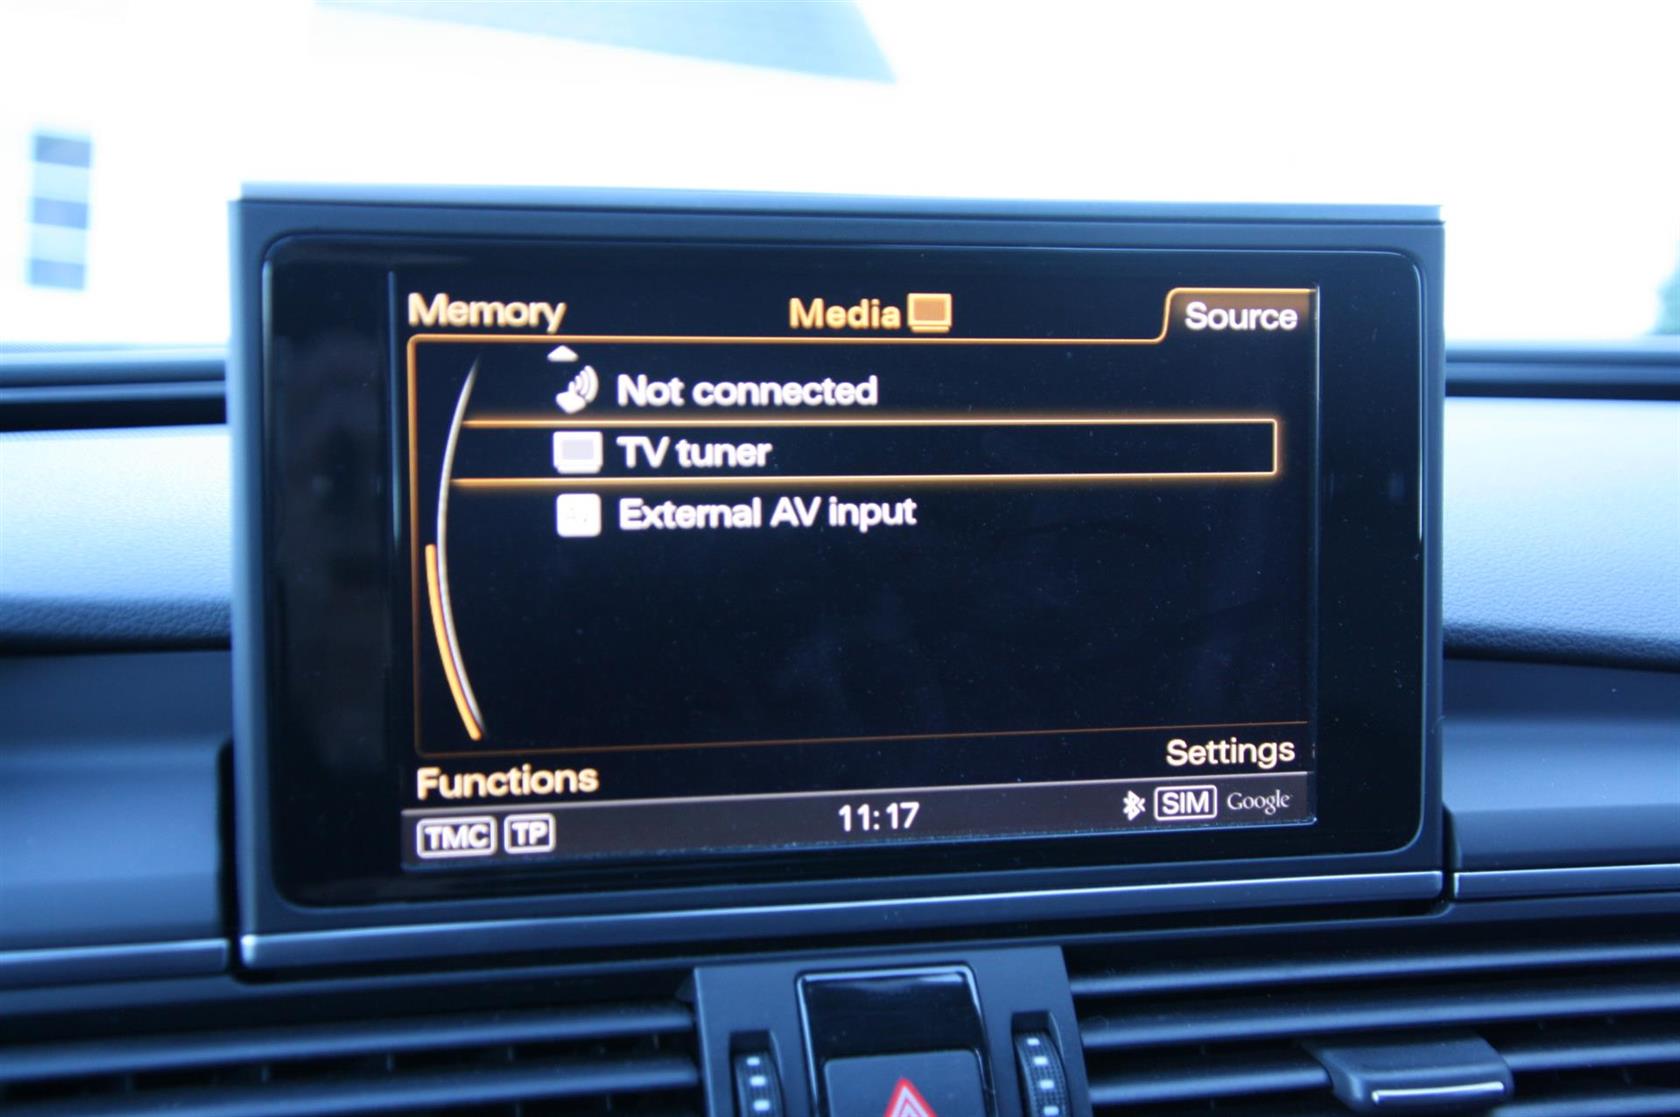 Memory Media Source
Not connected
TV tuner
External AV input
Settings
Functions
TMC TP 11:17 SIM Google